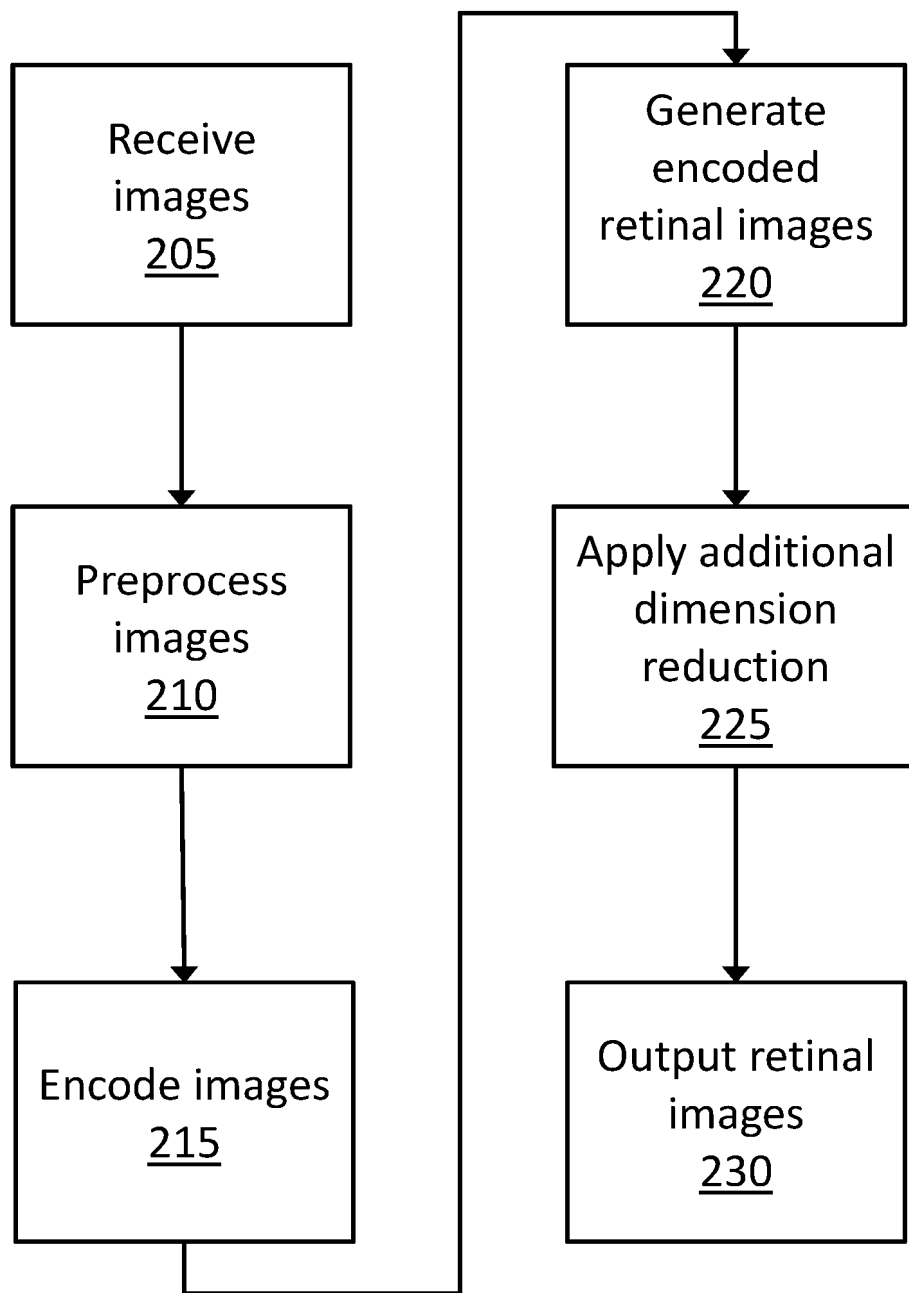 Receive
images
205
Preprocess
images
210
Encode images
215
Generate
encoded
retinal images
220
Apply additional
dimension
reduction
225
Output retinal
images
230